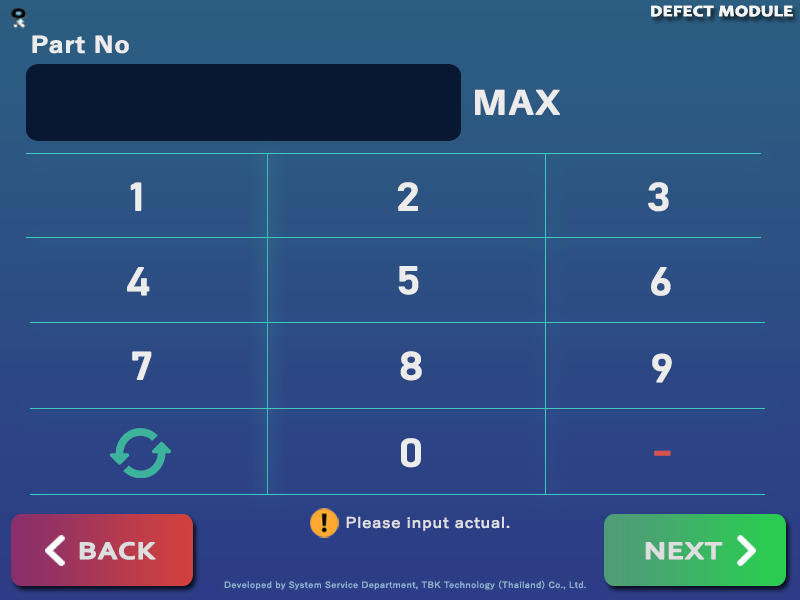 DEFECT MODULE
Part No
MAX
1 2 3
4 5 6
7 8 9
0 -
! Please input actual.
BACK
NEXT
Developed by System Service Department, TBK Technology (Thailand) Co., Ltd.